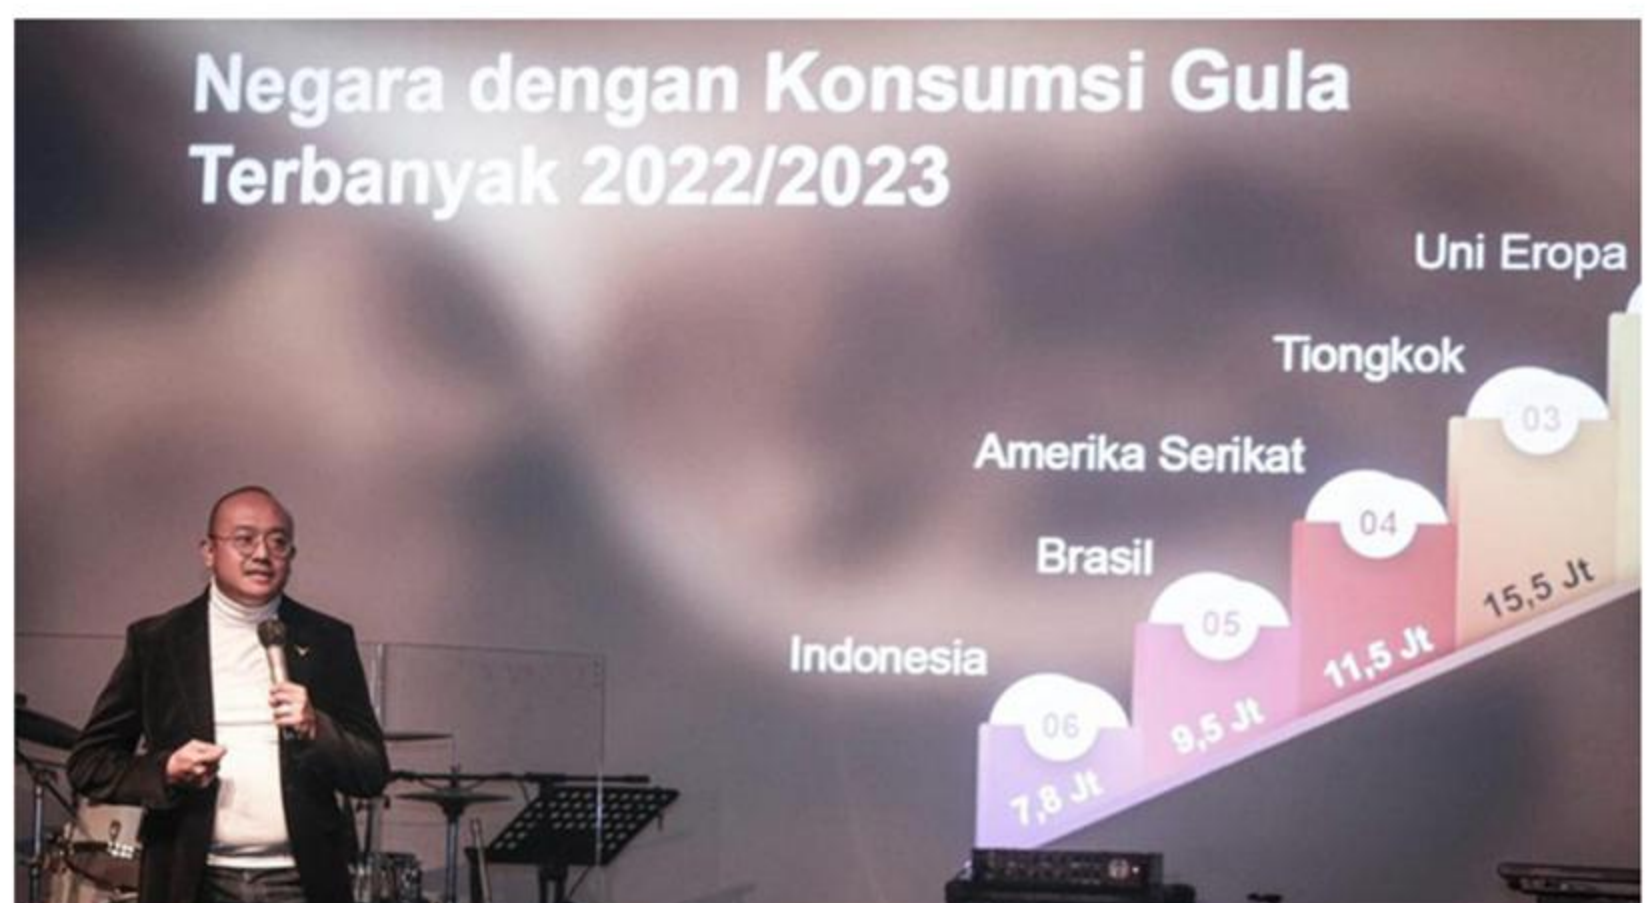 Negara dengan Konsumsi Gula
Terbanyak 2022/2023
Uni Eropa
Tiongkok
03
15,5 Jt
Amerika Serikat
04
11,5 Jt
Brasil
05
9,5 Jt
Indonesia
06
7,8 Jt